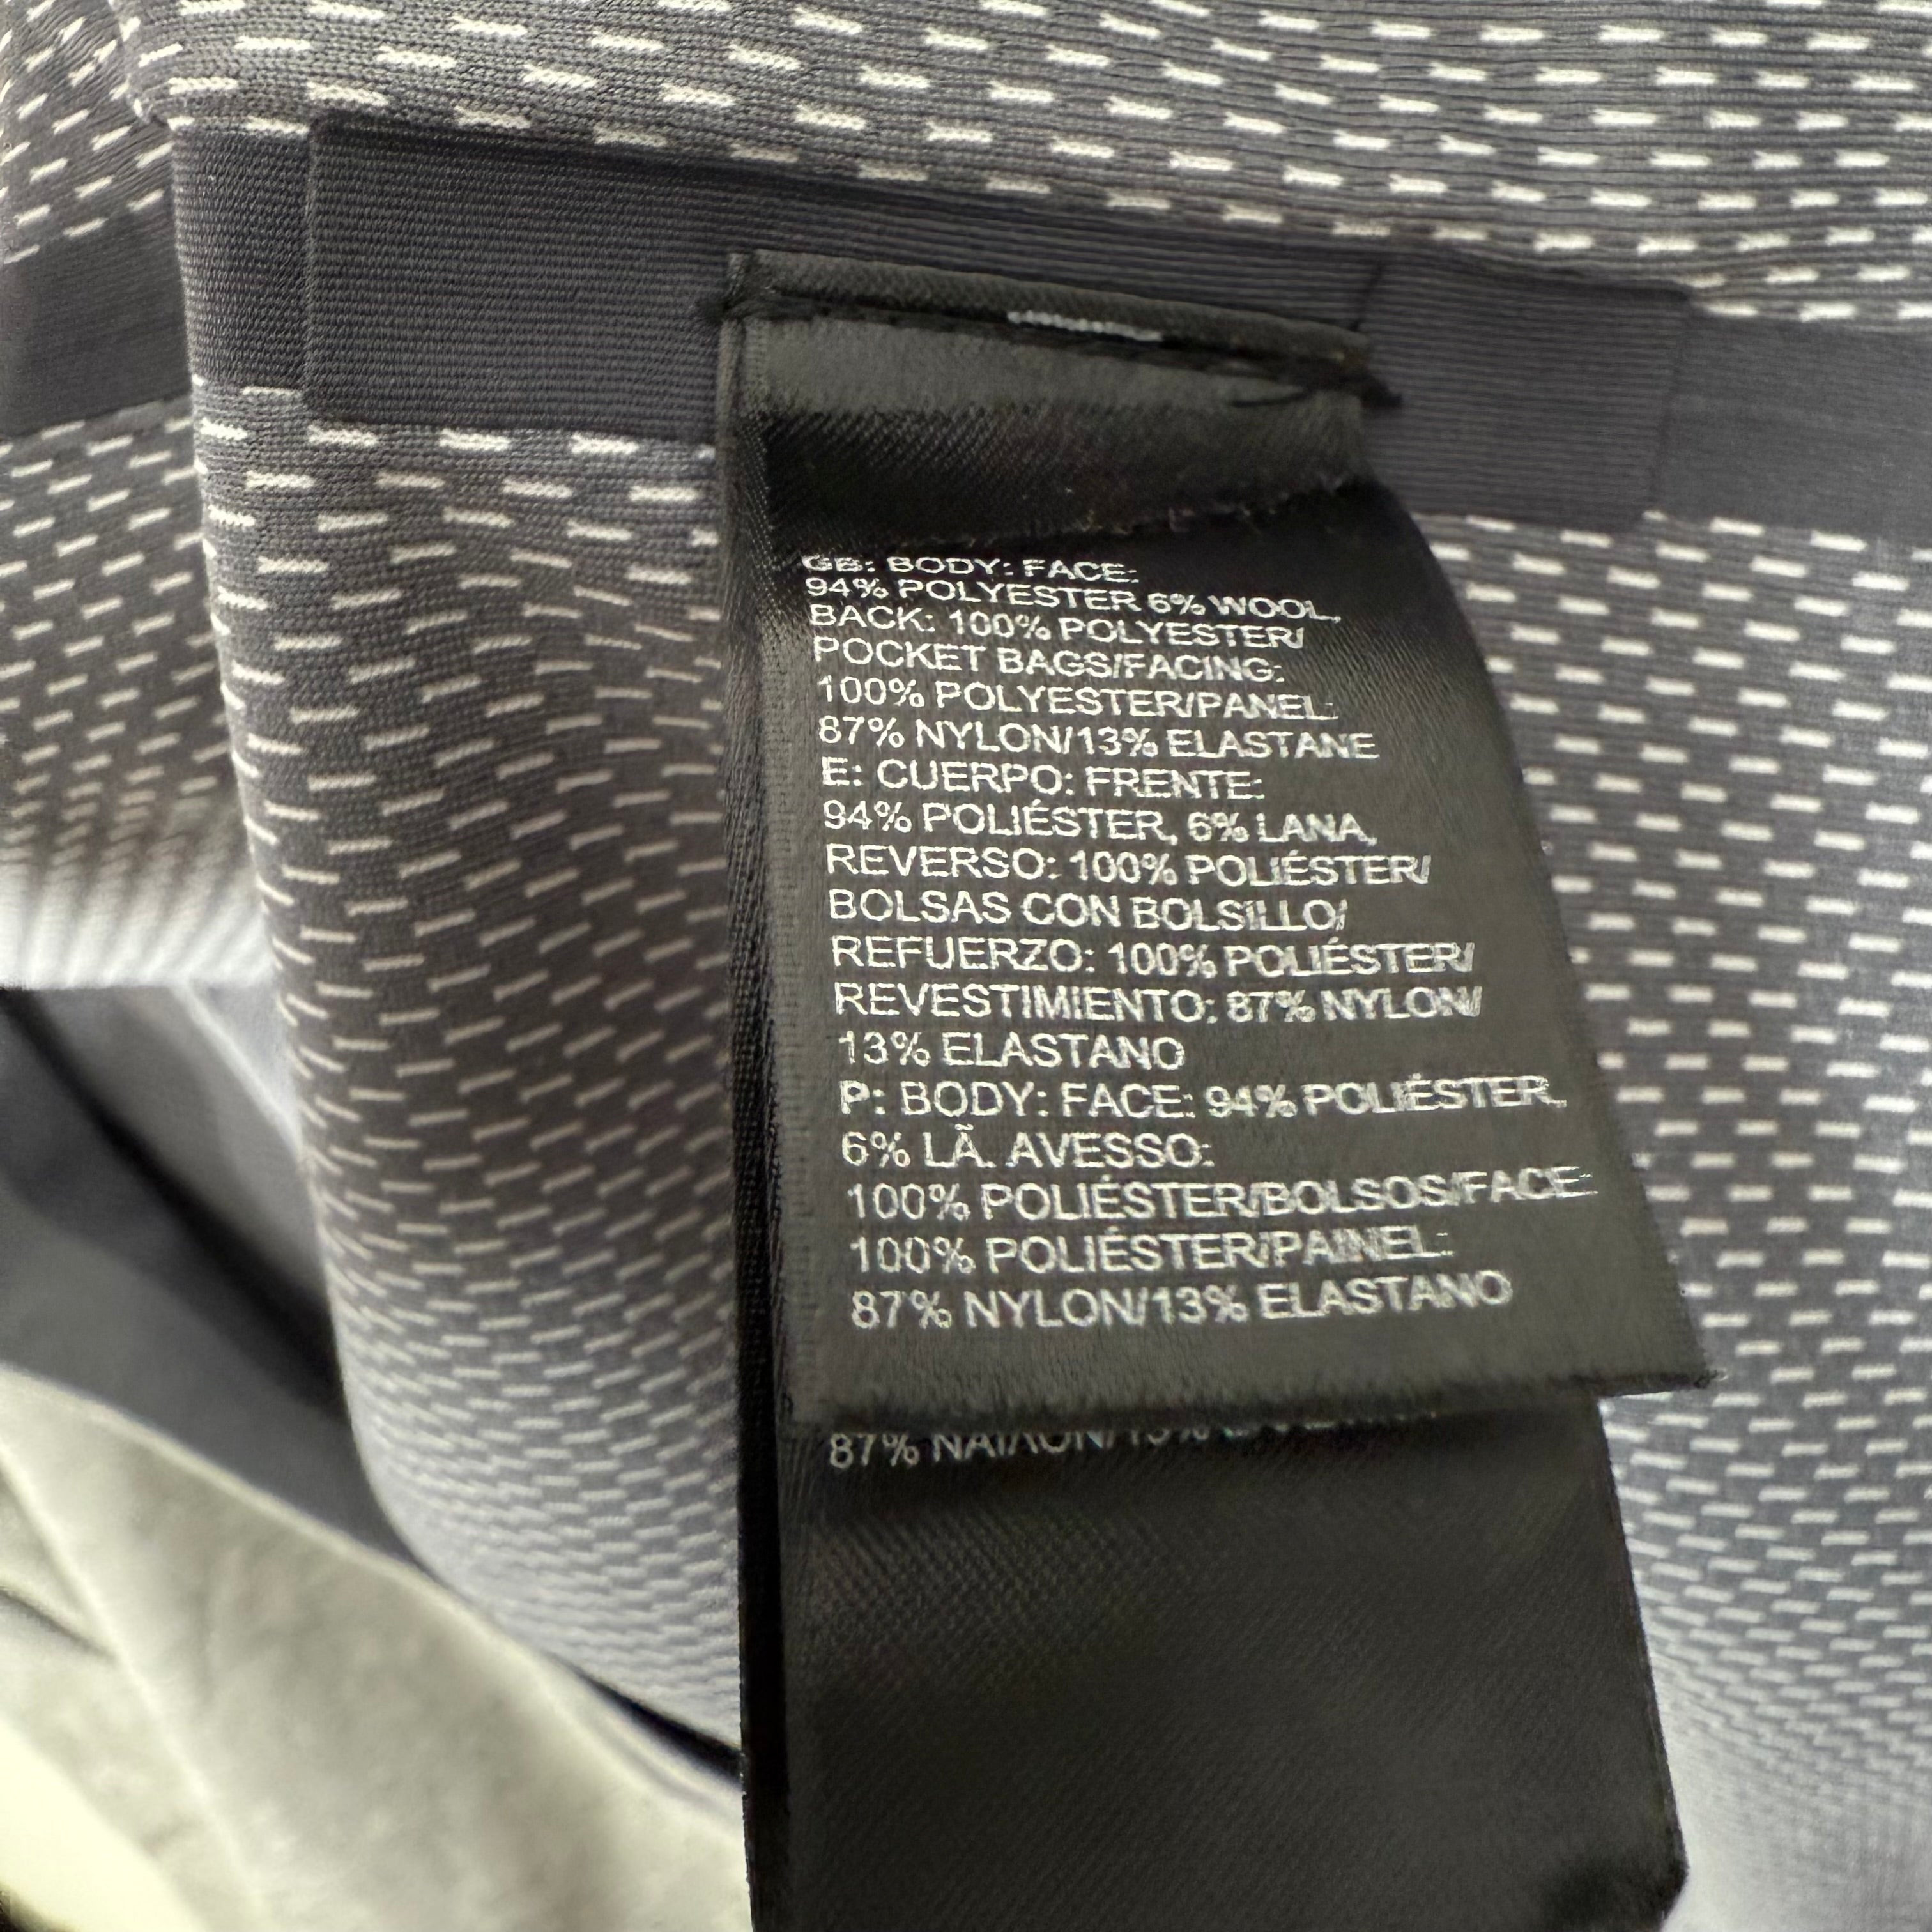 GB: BODY: FACE:
94% POLYESTER 6% WOOL,
BACK: 100% POLYESTER/
POCKET BAGS/FACING:
100% POLYESTER/PANEL:
87% NYLON/13% ELASTANE
E: CUERPO: FRENTE:
94% POLIÉSTER, 6% LANA,
REVERSO: 100% POLIÉSTER/
BOLSAS CON BOLSILLO/
REFUERZO: 100% POLIÉSTER/
REVESTIMIENTO: 87% NYLON/
13% ELASTANO
P: BODY: FACE: 94% POLIÉSTER,
6% LÃ. AVESSO:
100% POLIÉSTER/BOLSOS/FACE:
100% POLIÉSTER/PAINEL:
87% NYLON/13% ELASTANO
87%